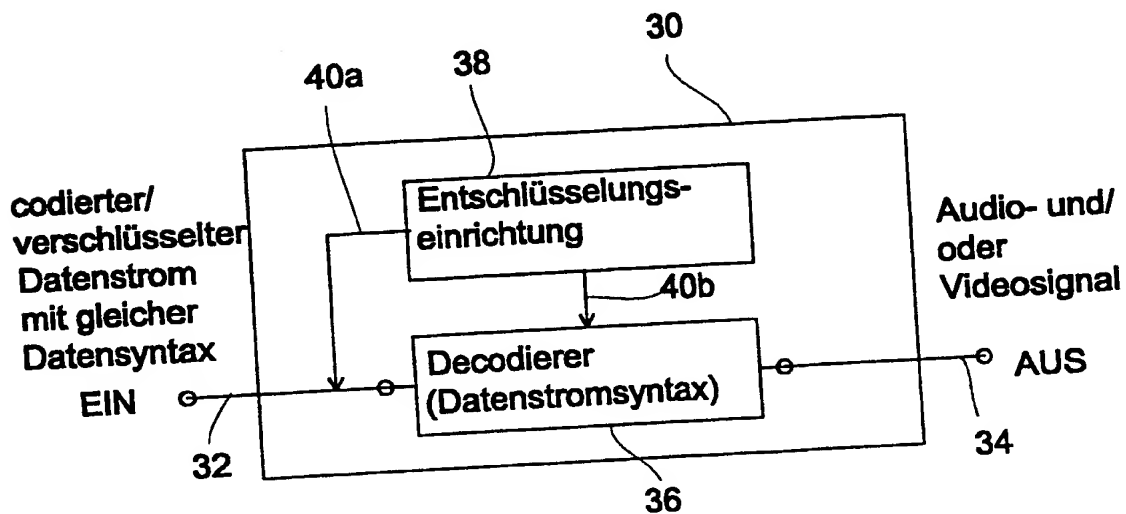 30
38
40a
codierter/
verschlüsselter
Datenstrom
mit gleicher
Datensyntax
EIN
32
Entschlüsselungs-
einrichtung
40b
Decodierer
(Datenstromsyntax)
36
Audio- und/
oder
Videosignal
AUS
34